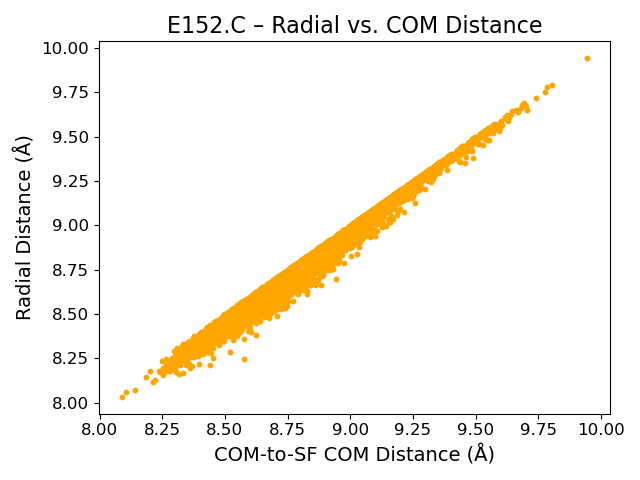 E152.C – Radial vs. COM Distance
10.00
9.75
9.50
9.25
9.00
8.75
8.50
8.25
8.00
Radial Distance (Å)
8.00 8.25 8.50 8.75 9.00 9.25 9.50 9.75 10.00
COM-to-SF COM Distance (Å)